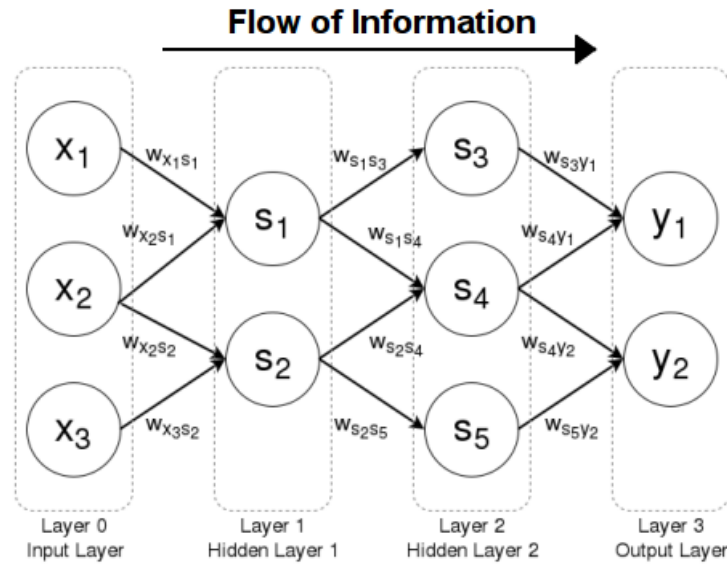 Flow of Information
x1
x2
x3
wx1s1
wx2s1
wx2s2
wx3s2
s1
s2
ws1s3
ws1s4
ws2s4
ws2s5
s3
s4
s5
ws3y1
ws4y1
ws4y2
ws5y2
y1
y2
Layer 0
Input Layer
Layer 1
Hidden Layer 1
Layer 2
Hidden Layer 2
Layer 3
Output Layer